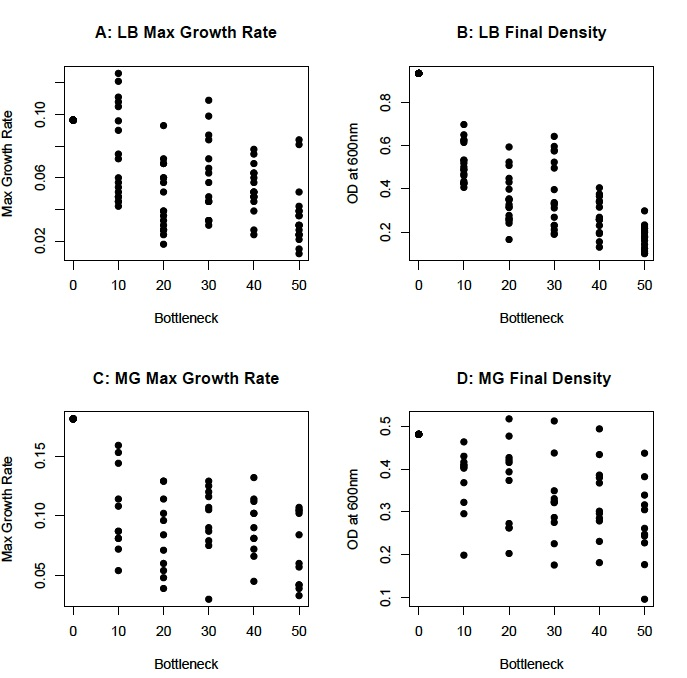 A: LB Max Growth Rate
Max Growth Rate
0.02 0.06 0.10
0 10 20 30 40 50
Bottleneck
B: LB Final Density
OD at 600nm
0.2 0.4 0.6 0.8
0 10 20 30 40 50
Bottleneck
C: MG Max Growth Rate
Max Growth Rate
0.05 0.10 0.15
0 10 20 30 40 50
Bottleneck
D: MG Final Density
OD at 600nm
0.1 0.2 0.3 0.4 0.5
0 10 20 30 40 50
Bottleneck